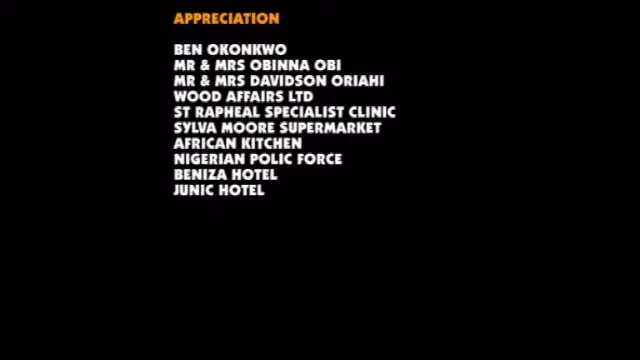 APPRECIATION
BEN OKONKWO
MR & MRS OBINNA OBI
MR & MRS DAVIDSON ORIAHI
WOOD AFFAIRS LTD
ST RAPHEAL SPECIALIST CLINIC
SYLVA MOORE SUPERMARKET
AFRICAN KITCHEN
NIGERIAN POLIC FORCE
BENIZA HOTEL
JUNIC HOTEL